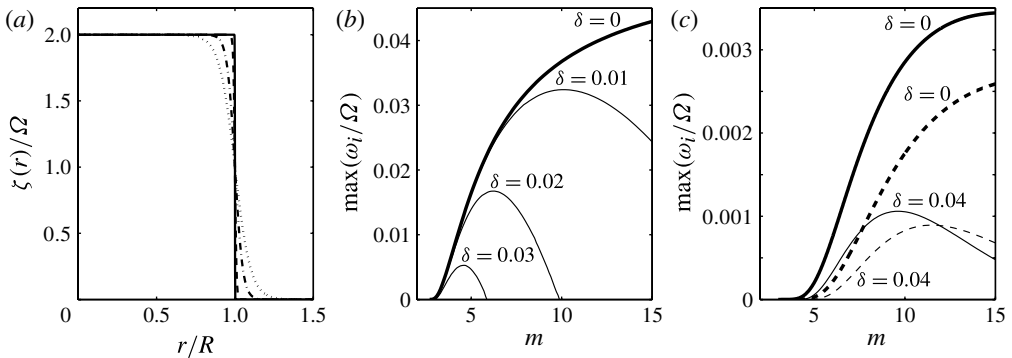 (a)
2.0
1.5
1.0
0.5
0
0.5
1.0
1.5
ζ(r)/Ω
r/R
(b)
0.04
0.03
0.02
0.01
0
5
10
15
max(ω_i/Ω)
m
δ = 0
δ = 0.01
δ = 0.02
δ = 0.03
(c)
0.003
0.002
0.001
0
5
10
15
max(ω_i/Ω)
m
δ = 0
δ = 0
δ = 0.04
δ = 0.04